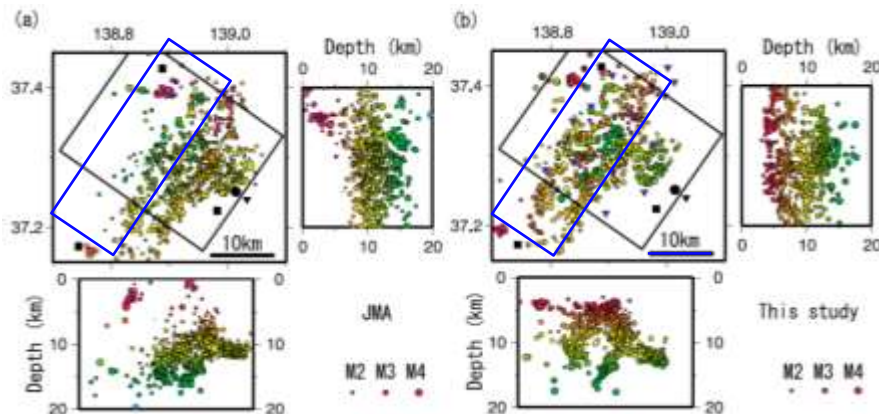 (a)
138.8 139.0
Depth (km)
0 10 20
37.4
37.2
10km
0 10 20
0 0
Depth (km)
10 10
20 20
JMA
M2 M3 M4
(b)
138.8 139.0
Depth (km)
0 10 20
37.4
37.2
10km
0 10 20
0 0
Depth (km)
10 10
20 20
This study
M2 M3 M4